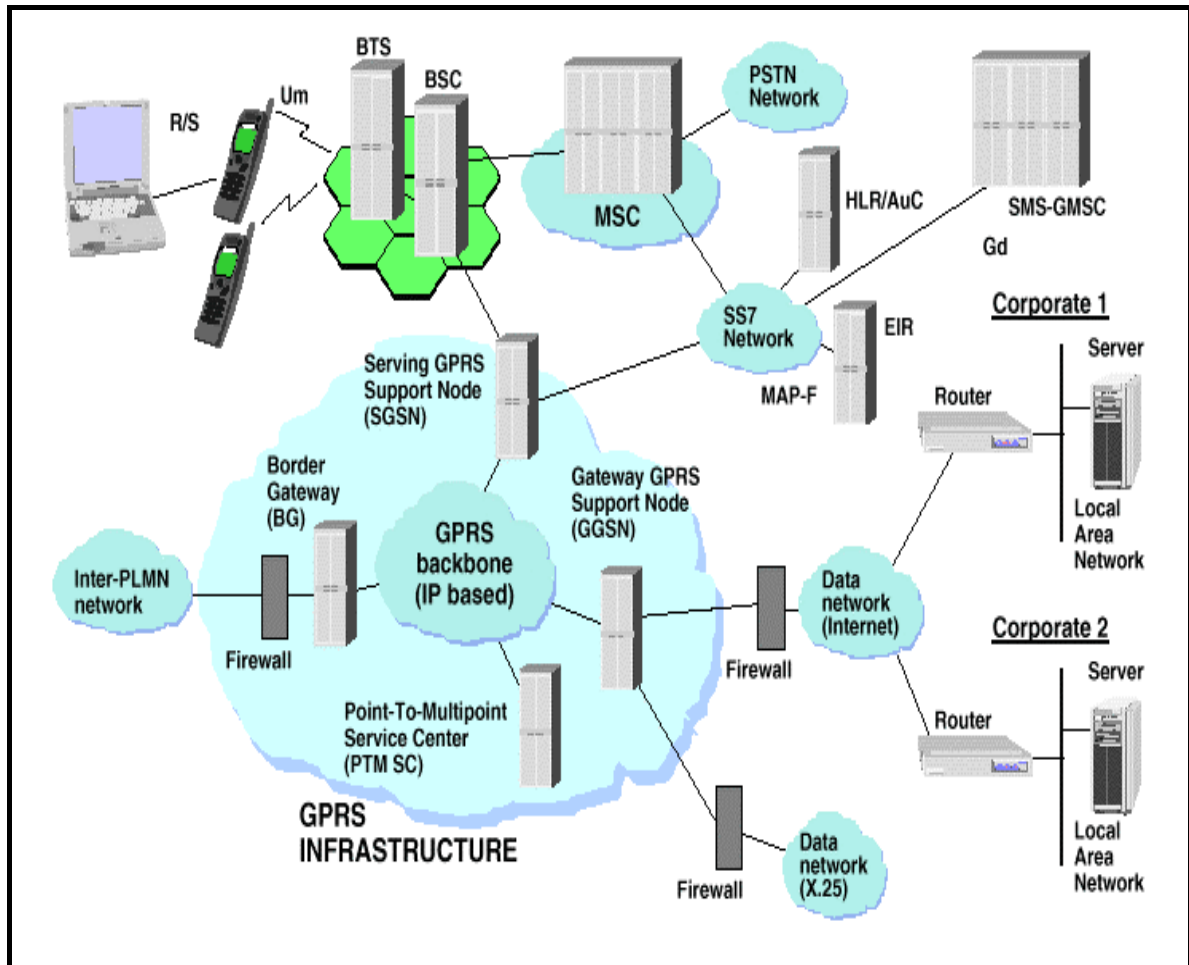 BTS
BSC
Um
R/S
PSTN
Network
MSC
HLR/AuC
SMS-GMSC
Gd
SS7
Network
EIR
MAP-F
Corporate 1
Server
Router
Local
Area
Network
Serving GPRS
Support Node
(SGSN)
Border
Gateway
(BG)
Gateway GPRS
Support Node
(GGSN)
GPRS
backbone
(IP based)
Inter-PLMN
network
Firewall
Data
network
(Internet)
Firewall
Corporate 2
Server
Router
Local
Area
Network
Point-To-Multipoint
Service Center
(PTM SC)
GPRS
INFRASTRUCTURE
Firewall
Data
network
(X.25)